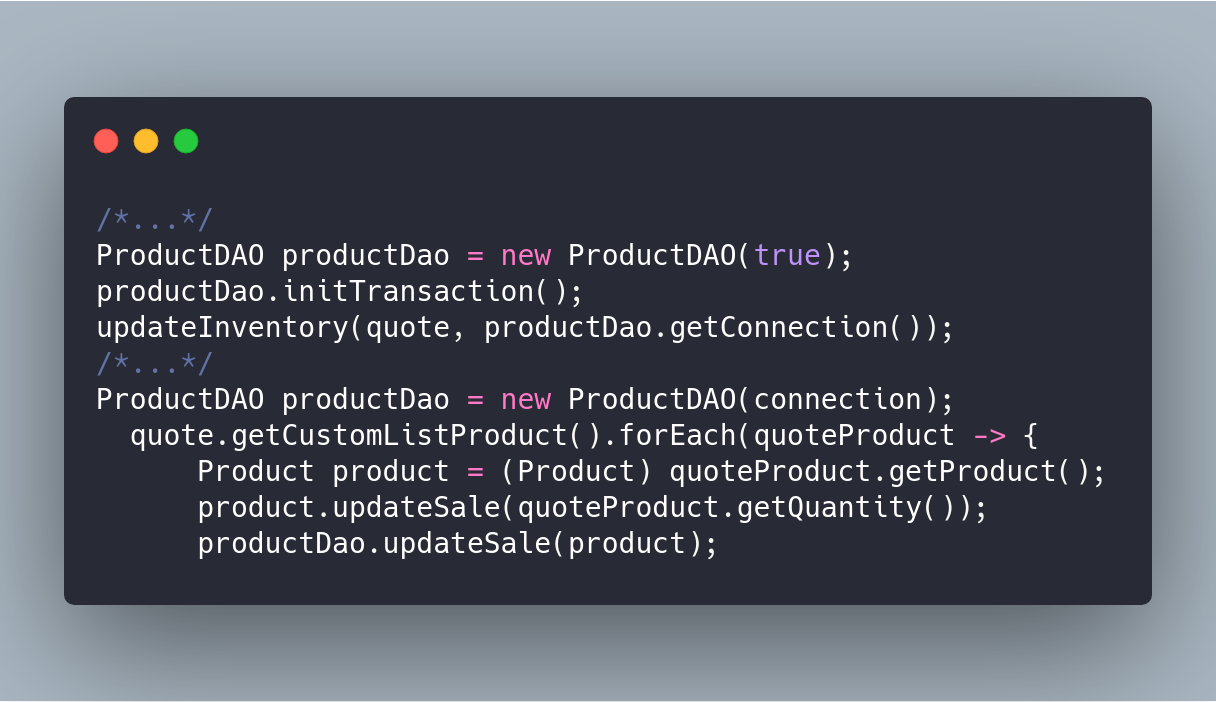 /*...*/
ProductDAO productDao = new ProductDAO(true);
productDao.initTransaction();
updateInventory(quote, productDao.getConnection());
/*...*/
ProductDAO productDao = new ProductDAO(connection);
  quote.getCustomListProduct().forEach(quoteProduct -> {
      Product product = (Product) quoteProduct.getProduct();
      product.updateSale(quoteProduct.getQuantity());
      productDao.updateSale(product);